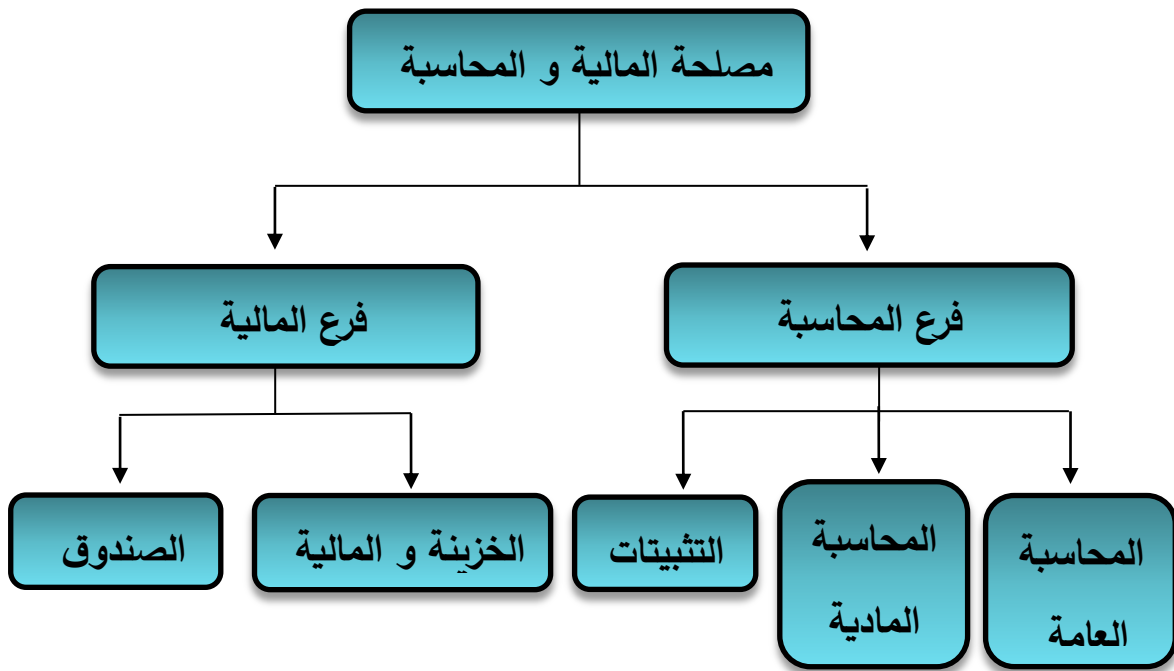 مصلحة المالية و المحاسبة
فرع المحاسبة
فرع المالية
المحاسبة
العامة
المحاسبة
المادية
التثبيتات
الخزينة و المالية
الصندوق